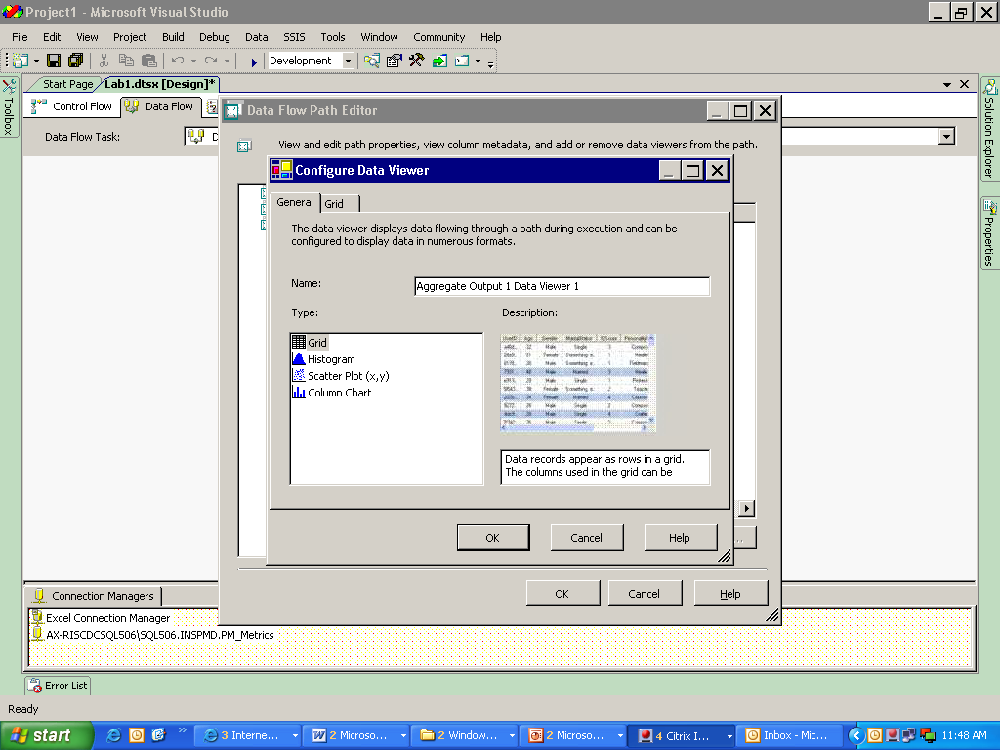 Project1 - Microsoft Visual Studio
File Edit View Project Build Debug Data SSIS Tools Window Community Help
Development
Start Page Lab1.dtsx [Design]*
Control Flow Data Flow
Data Flow Task: D
Toolbox
Solution Explorer
Properties
Data Flow Path Editor
View and edit path properties, view column metadata, and add or remove data viewers from the path.
Configure Data Viewer
General Grid
The data viewer displays data flowing through a path during execution and can be
configured to display data in numerous formats.
Name: Aggregate Output 1 Data Viewer 1
Type: Description:
Grid
Histogram
Scatter Plot (x,y)
Column Chart
Data records appear as rows in a grid.
The columns used in the grid can be
OK Cancel Help
OK Cancel Help
Connection Managers
Excel Connection Manager
AX-RISCDCSQL506\SQL506.INSPMD.PM_Metrics
Error List
Ready
start 3 Interne... 2 Microso... 2 Window... 2 Microso... 4 Citrix I... Inbox - Mic... 11:48 AM